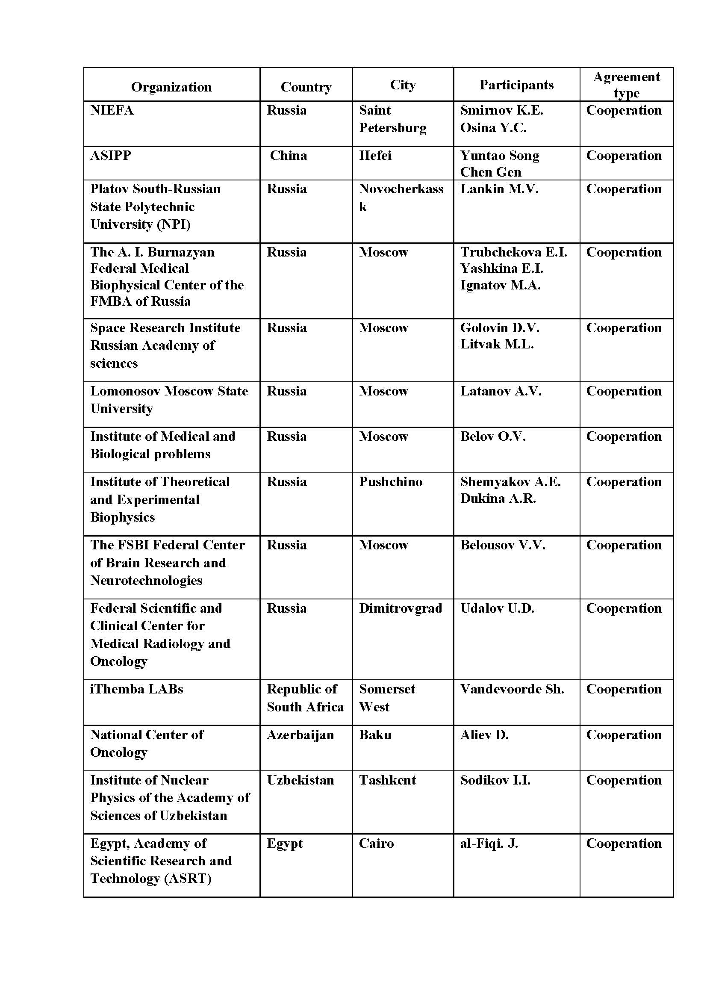 Organization
Country
City
Participants
Agreement
type
NIEFA
Russia
Saint
Petersburg
Smirnov K.E.
Osina Y.C.
Cooperation
ASIPP
China
Hefei
Yuntao Song
Chen Gen
Cooperation
Platov South-Russian
State Polytechnic
University (NPI)
Russia
Novocherkass
k
Lankin M.V.
Cooperation
The A. I. Burnazyan
Federal Medical
Biophysical Center of the
FMBA of Russia
Russia
Moscow
Trubchekova E.I.
Yashkina E.I.
Ignatov M.A.
Cooperation
Space Research Institute
Russian Academy of
sciences
Russia
Moscow
Golovin D.V.
Litvak M.L.
Cooperation
Lomonosov Moscow State
University
Russia
Moscow
Latanov A.V.
Cooperation
Institute of Medical and
Biological problems
Russia
Moscow
Belov O.V.
Cooperation
Institute of Theoretical
and Experimental
Biophysics
Russia
Pushchino
Shemyakov A.E.
Dukina A.R.
Cooperation
The FSBI Federal Center
of Brain Research and
Neurotechnologies
Russia
Moscow
Belousov V.V.
Cooperation
Federal Scientific and
Clinical Center for
Medical Radiology and
Oncology
Russia
Dimitrovgrad
Udalov U.D.
Cooperation
iThemba LABs
Republic of
South Africa
Somerset
West
Vandevoorde Sh.
Cooperation
National Center of
Oncology
Azerbaijan
Baku
Aliev D.
Cooperation
Institute of Nuclear
Physics of the Academy of
Sciences of Uzbekistan
Uzbekistan
Tashkent
Sodikov I.I.
Cooperation
Egypt, Academy of
Scientific Research and
Technology (ASRT)
Egypt
Cairo
al-Fiqi. J.
Cooperation